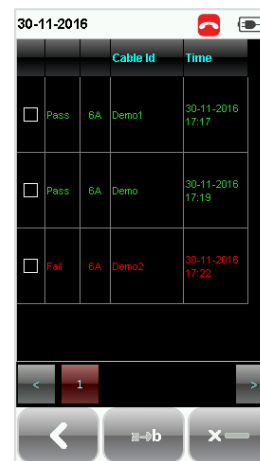 30-11-2016
Cable Id Time
Pass 6A Demo1 30-11-2016
17:17
Pass 6A Demo 30-11-2016
17:19
Fail 6A Demo2 30-11-2016
17:22
< 1 >
a→b
x